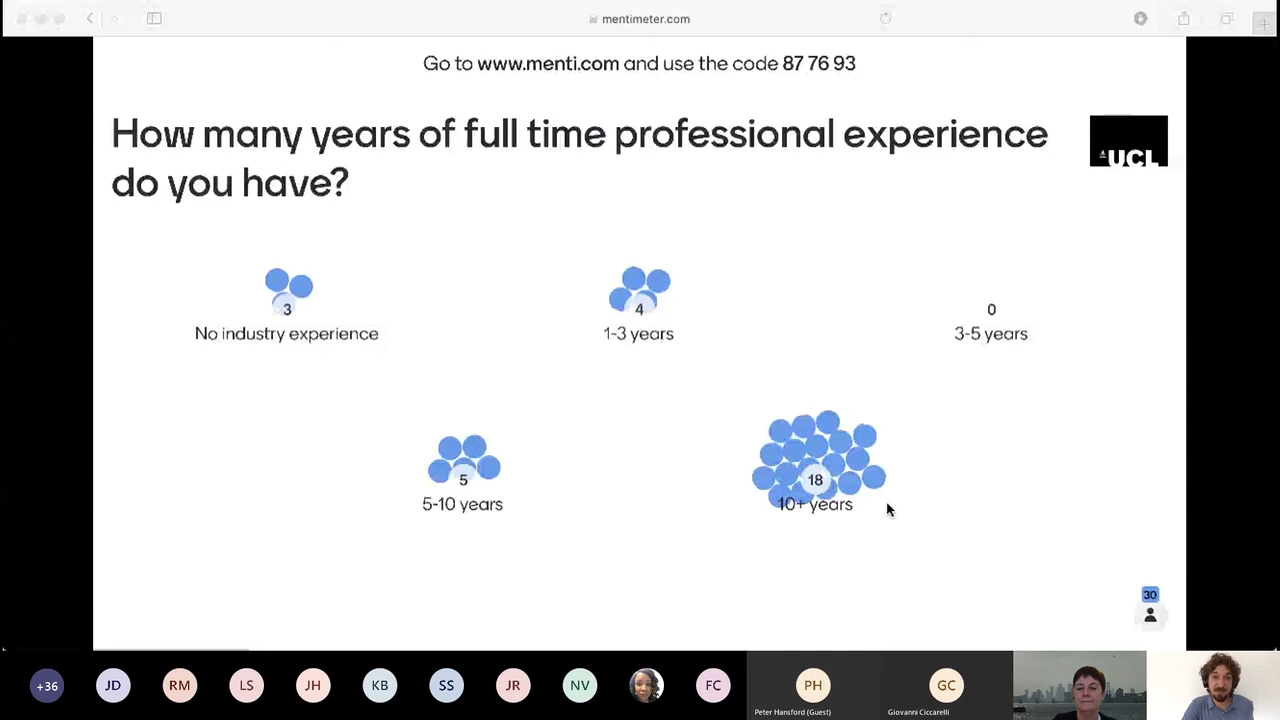 mentimeter.com
Go to www.menti.com and use the code 87 76 93
How many years of full time professional experience
do you have?
UCL
3
No industry experience
4
1-3 years
0
3-5 years
5
5-10 years
18
10+ years
30
+36
JD
RM
LS
JH
KB
SS
JR
NV
FC
PH
Peter Hansford (Guest)
GC
Giovanni Ciccarelli